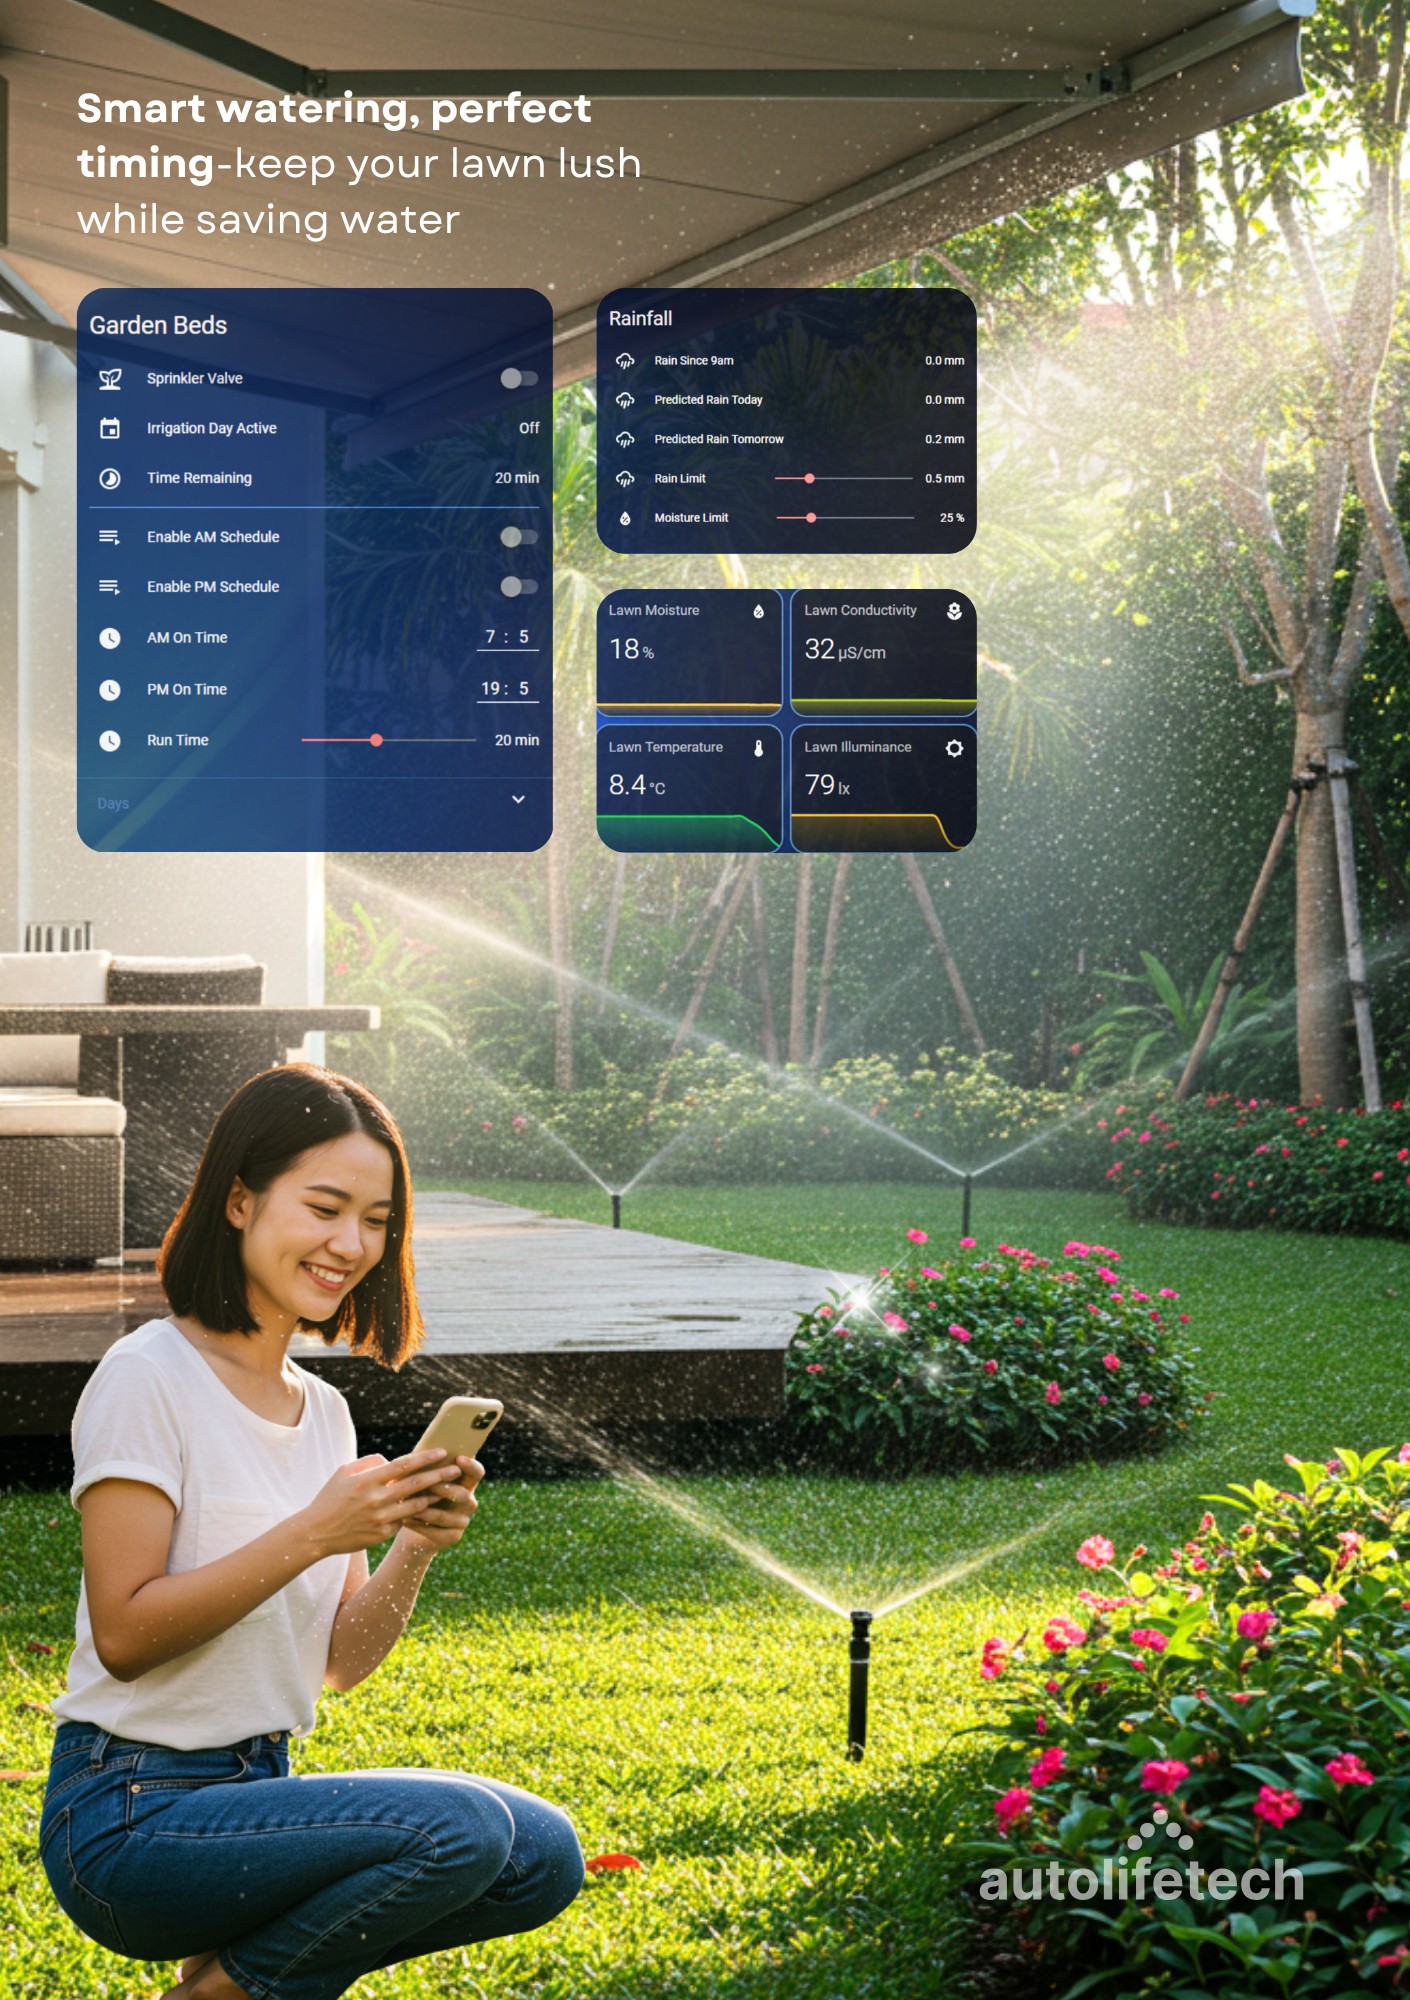 Smart watering, perfect
timing-keep your lawn lush
while saving water
Garden Beds
Sprinkler Valve
Irrigation Day Active Off
Time Remaining 20 min
Enable AM Schedule
Enable PM Schedule
AM On Time 7 : 5
PM On Time 19 : 5
Run Time 20 min
Days
Rainfall
Rain Since 9am 0.0 mm
Predicted Rain Today 0.0 mm
Predicted Rain Tomorrow 0.2 mm
Rain Limit 0.5 mm
Moisture Limit 25 %
Lawn Moisture
18 %
Lawn Conductivity
32 µS/cm
Lawn Temperature
8.4 °C
Lawn Illuminance
79 lx
autolifetech